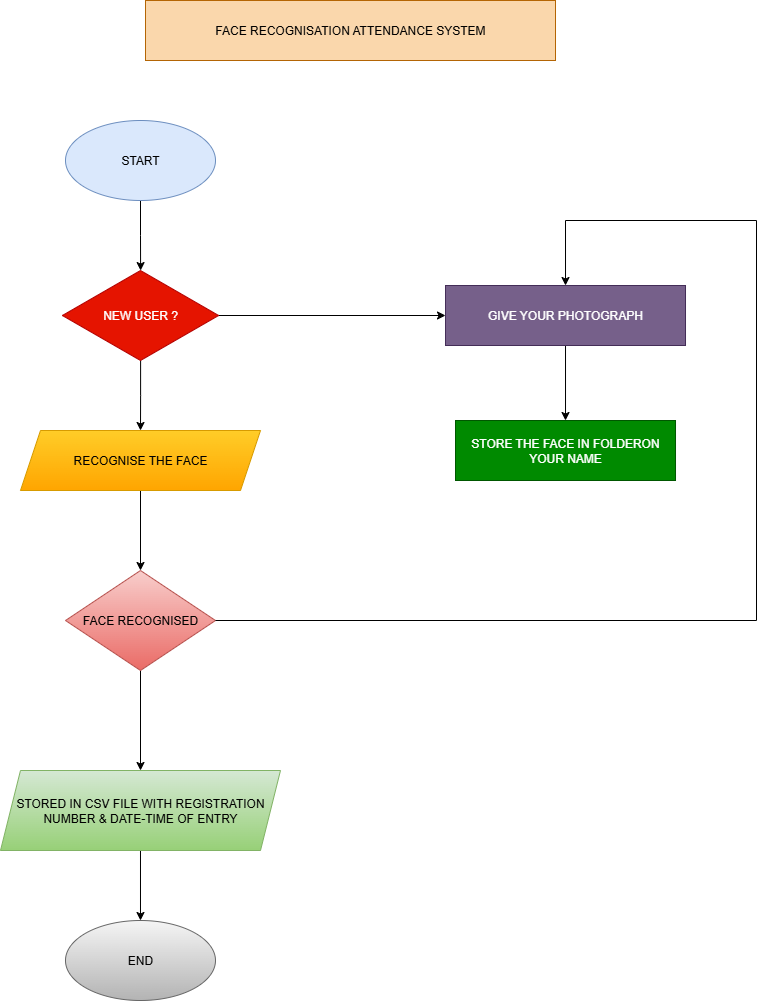 FACE RECOGNISATION ATTENDANCE SYSTEM
START
NEW USER ?
GIVE YOUR PHOTOGRAPH
STORE THE FACE IN FOLDERON
YOUR NAME
RECOGNISE THE FACE
FACE RECOGNISED
STORED IN CSV FILE WITH REGISTRATION
NUMBER & DATE-TIME OF ENTRY
END